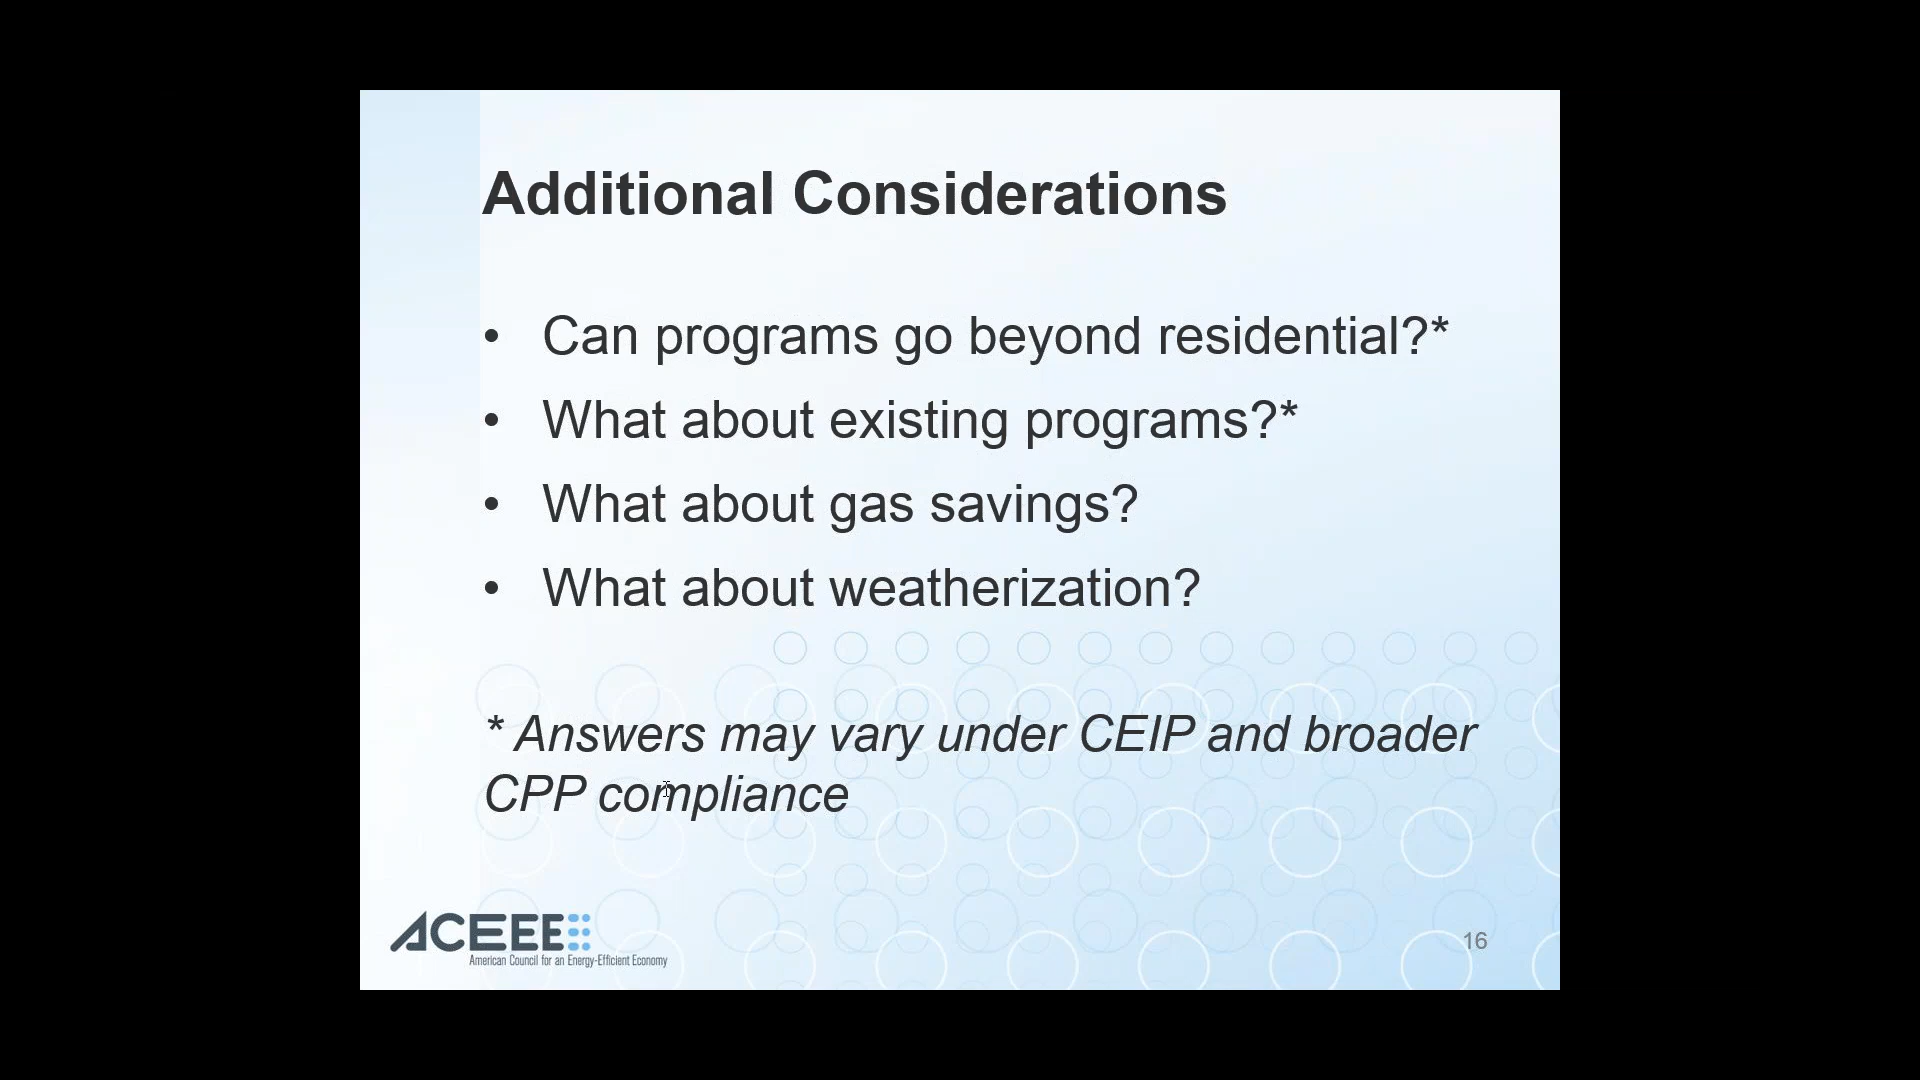 Additional Considerations
• Can programs go beyond residential?*
• What about existing programs?*
• What about gas savings?
• What about weatherization?
* Answers may vary under CEIP and broader
CPP compliance
ACEEE
American Council for an Energy-Efficient Economy
16